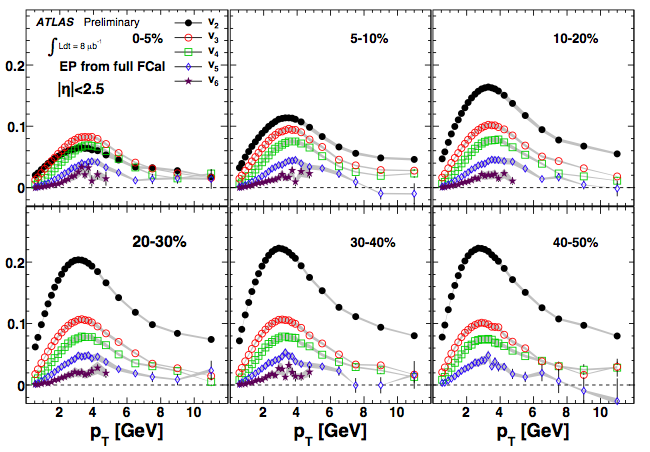 ATLAS Preliminary
∫ Ldt = 8 μb⁻¹
EP from full FCal
|η|<2.5
v₂
v₃
v₄
v₅
v₆
0-5%
5-10%
10-20%
0.2
0.1
0
20-30%
30-40%
40-50%
0.2
0.1
0
2 4 6 8 10
2 4 6 8 10
2 4 6 8 10
p_T [GeV]
p_T [GeV]
p_T [GeV]